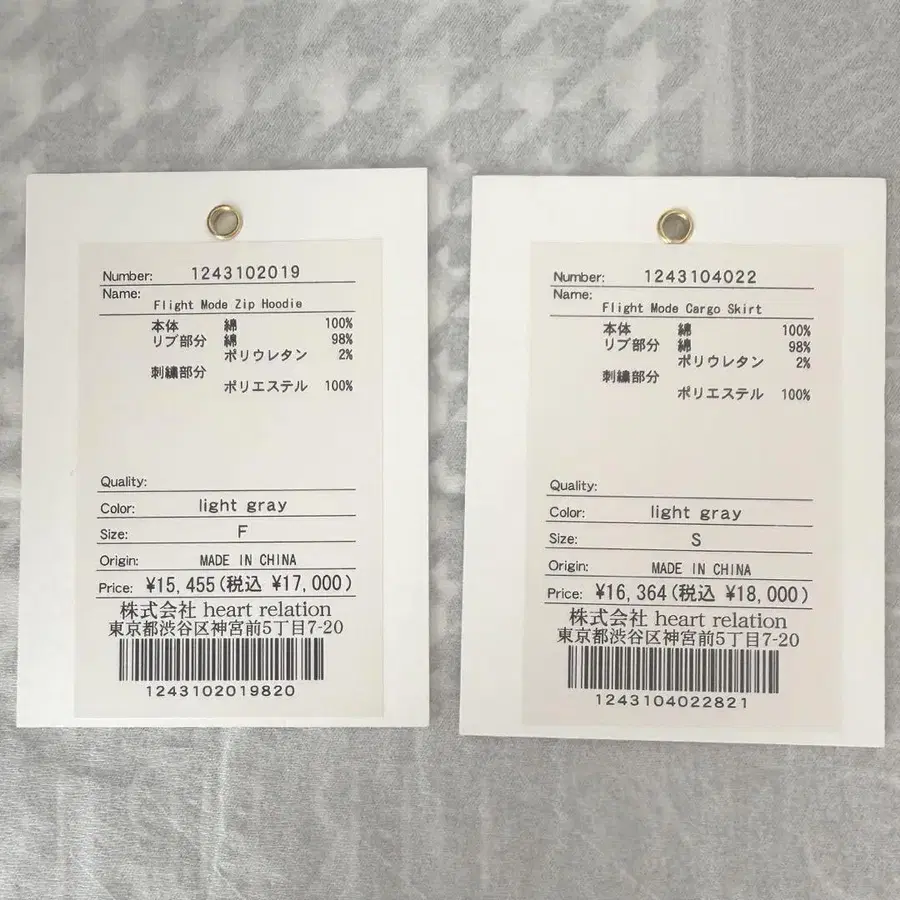 Number: 1243102019
Name:
Flight Mode Zip Hoodie
本体 綿 100%
リブ部分 綿 98%
ポリウレタン 2%
刺繍部分
ポリエステル 100%
Quality:
Color: light gray
Size: F
Origin: MADE IN CHINA
Price: ¥15,455(税込 ¥17,000)
株式会社 heart relation
東京都渋谷区神宮前5丁目7-20
1243102019820
Number: 1243104022
Name:
Flight Mode Cargo Skirt
本体 綿 100%
リブ部分 綿 98%
ポリウレタン 2%
刺繍部分
ポリエステル 100%
Quality:
Color: light gray
Size: S
Origin: MADE IN CHINA
Price: ¥16,364(税込 ¥18,000)
株式会社 heart relation
東京都渋谷区神宮前5丁目7-20
1243104022821